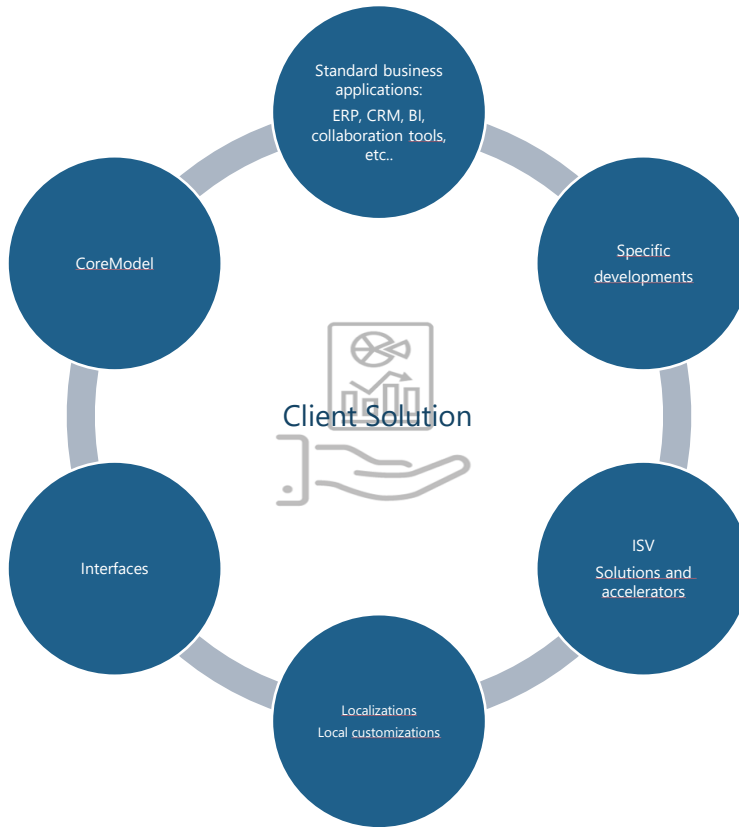 Standard business
applications:
ERP, CRM, BI,
collaboration tools,
etc..
CoreModel
Specific
developments
Client Solution
Interfaces
ISV
Solutions and
accelerators
Localizations
Local customizations